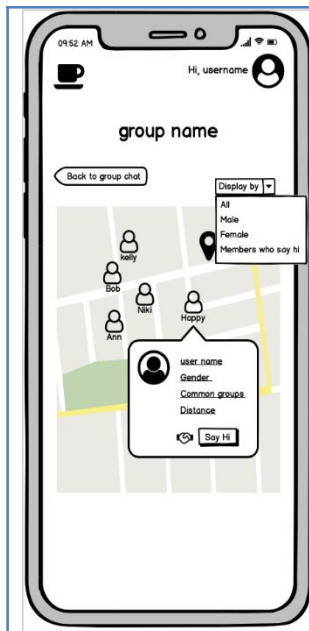 09:52 AM
Hi, username
group name
Back to group chat
Display by
All
Male
Female
Members who say hi
kelly
Bob
Niki
Happy
Ann
user name
Gender
Common groups
Distance
Say Hi